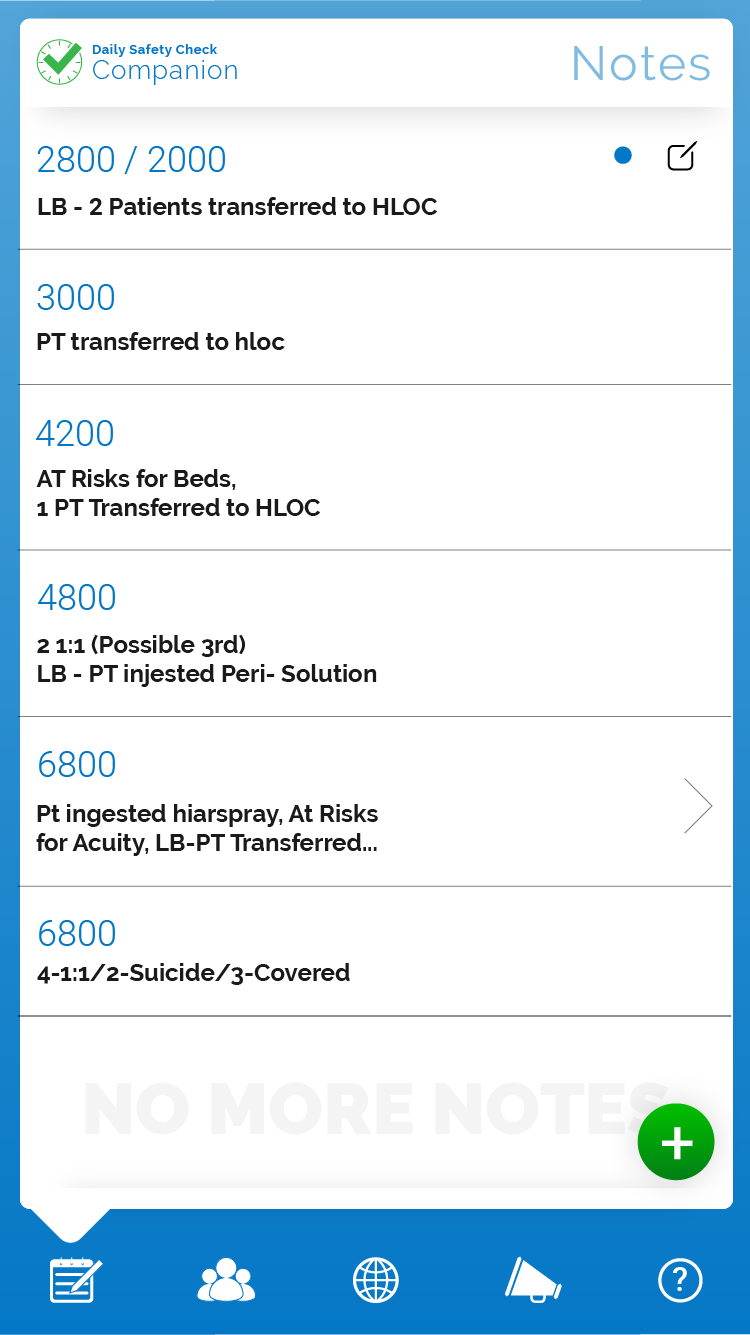 Daily Safety Check
Companion
Notes
2800 / 2000
LB - 2 Patients transferred to HLOC
3000
PT transferred to hloc
4200
AT Risks for Beds,
1 PT Transferred to HLOC
4800
2 1:1 (Possible 3rd)
LB - PT injested Peri- Solution
6800
Pt ingested hiarspray, At Risks
for Acuity, LB-PT Transferred...
6800
4-1:1/2-Suicide/3-Covered
NO MORE NOTES
+
?